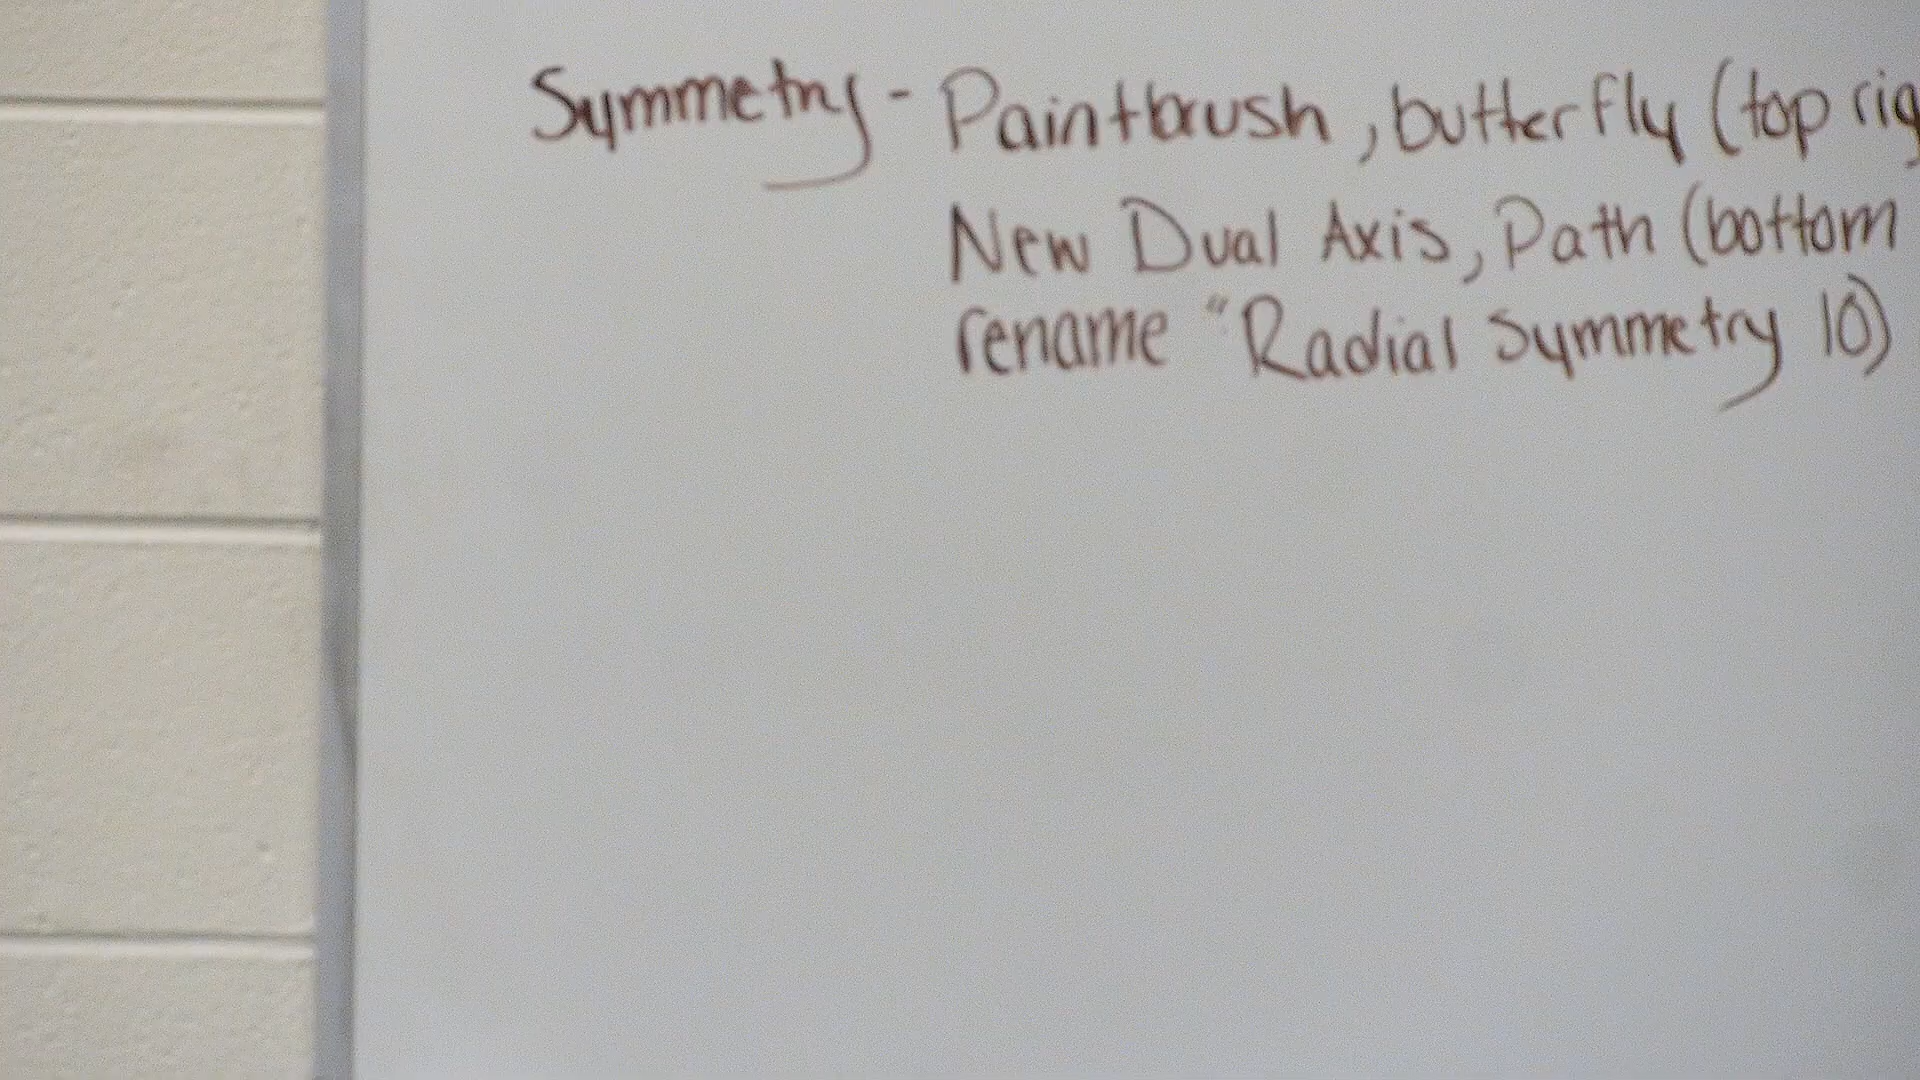 Symmetry - Paintbrush, butterfly (top rig
New Dual Axis, Path (bottom
rename "Radial Symmetry 10)